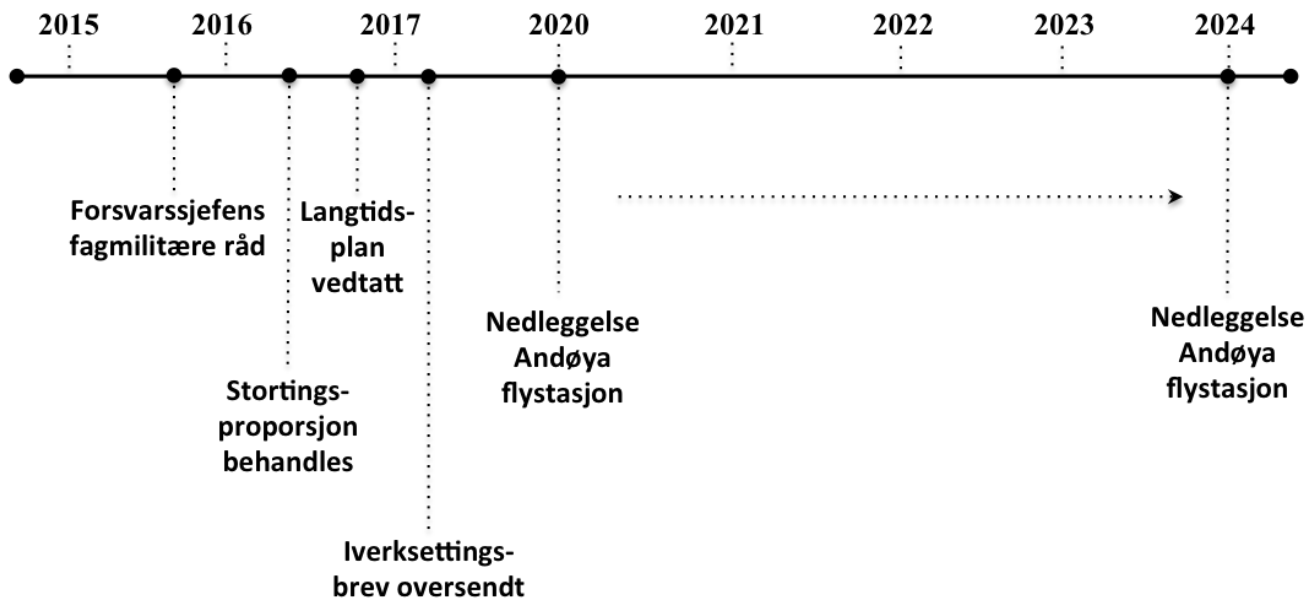 2015
2016
2017
2020
2021
2022
2023
2024
Forsvarssjefens
fagmilitære råd
Stortings-
proporsjon
behandles
Langtids-
plan
vedtatt
Iverksettings-
brev oversendt
Nedleggelse
Andøya
flystasjon
Nedleggelse
Andøya
flystasjon